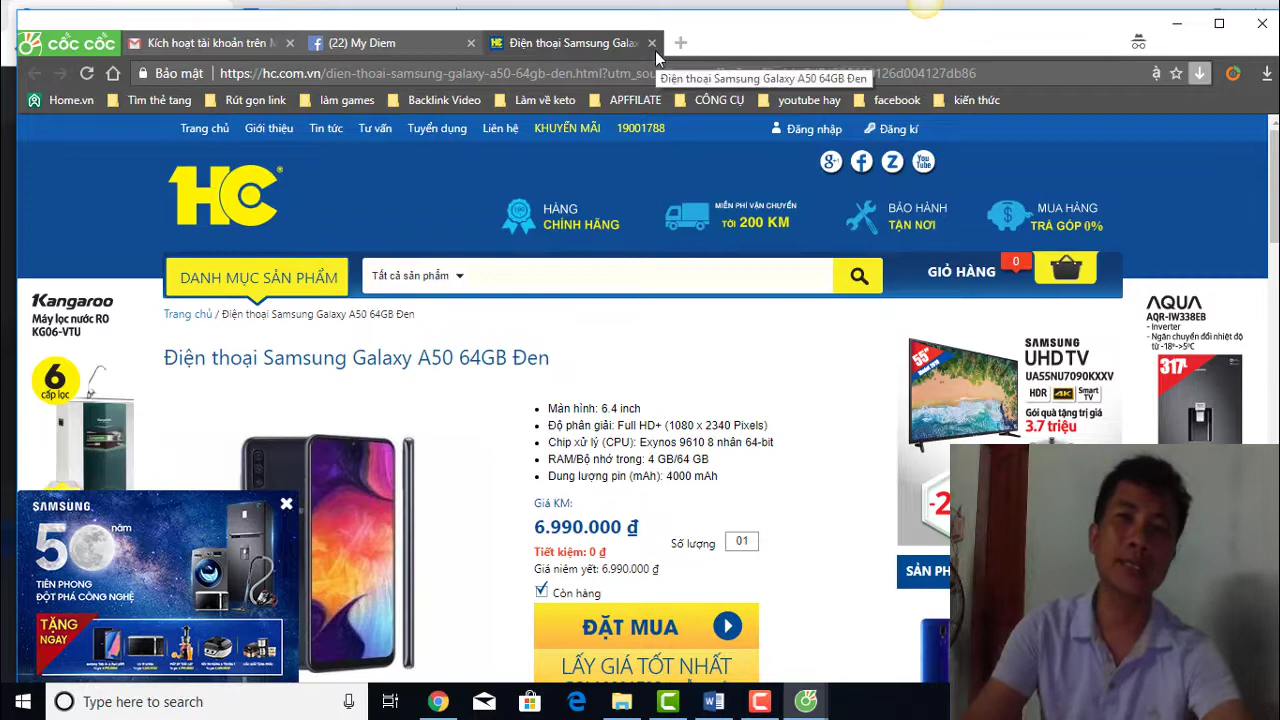 cốc cốc
Kích hoạt tài khoản trên M
(22) My Diem
Điện thoại Samsung Gala
Bảo mật
https://hc.com.vn/dien-thoai-samsung-galaxy-a50-64gb-den.html?utm_sou
126d004127db86
Điện thoại Samsung Galaxy A50 64GB Đen
Home.vn
Tìm thẻ tang
Rút gọn link
làm games
Backlink Video
Làm về keto
APFFILATE
CÔNG CỤ
youtube hay
facebook
kiến thức
Trang chủ
Giới thiệu
Tin tức
Tư vấn
Tuyển dụng
Liên hệ
KHUYẾN MÃI
19001788
Đăng nhập
Đăng kí
HC
HÀNG
CHÍNH HÃNG
MIỄN PHÍ VẬN CHUYỂN
TỚI 200 KM
BẢO HÀNH
TẬN NƠI
MUA HÀNG
TRẢ GÓP 0%
DANH MỤC SẢN PHẨM
Tất cả sản phẩm
GIỎ HÀNG
0
Trang chủ / Điện thoại Samsung Galaxy A50 64GB Đen
Điện thoại Samsung Galaxy A50 64GB Đen
Kangaroo
Máy lọc nước RO
KG06-VTU
6
cấp lọc
Màn hình: 6.4 inch
Độ phân giải: Full HD+ (1080 x 2340 Pixels)
Chip xử lý (CPU): Exynos 9610 8 nhân 64-bit
RAM/Bộ nhớ trong: 4 GB/64 GB
Dung lượng pin (mAh): 4000 mAh
Giá KM:
6.990.000 ₫
Tiết kiệm: 0 ₫
Giá niêm yết: 6.990.000 ₫
Còn hàng
Số lượng
01
ĐẶT MUA
LẤY GIÁ TỐT NHẤT
55"
SAMSUNG
UHD TV
UA55NU7090KXXV
HDR
4K
Smart TV
Gói quà tặng trị giá
3.7 triệu
SẢN PH
AQUA
AQR-IW338EB
- Inverter
- Ngăn chuyển đổi nhiệt độ
từ -18º->5ºC
317L
SAMSUNG
50 năm
TIÊN PHONG
ĐỘT PHÁ CÔNG NGHỆ
TẶNG
NGAY
Type here to search